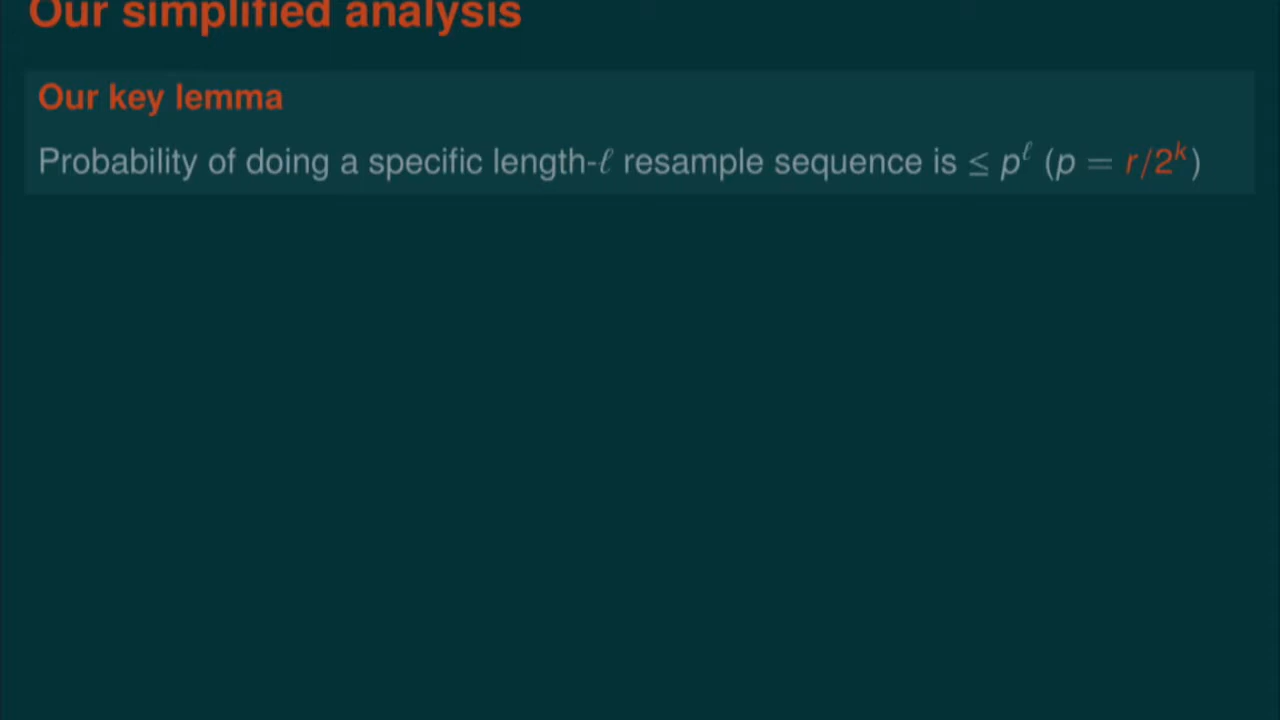 Our simplified analysis
Our key lemma
Probability of doing a specific length-ℓ resample sequence is ≤ p^ℓ (p = r/2^k)